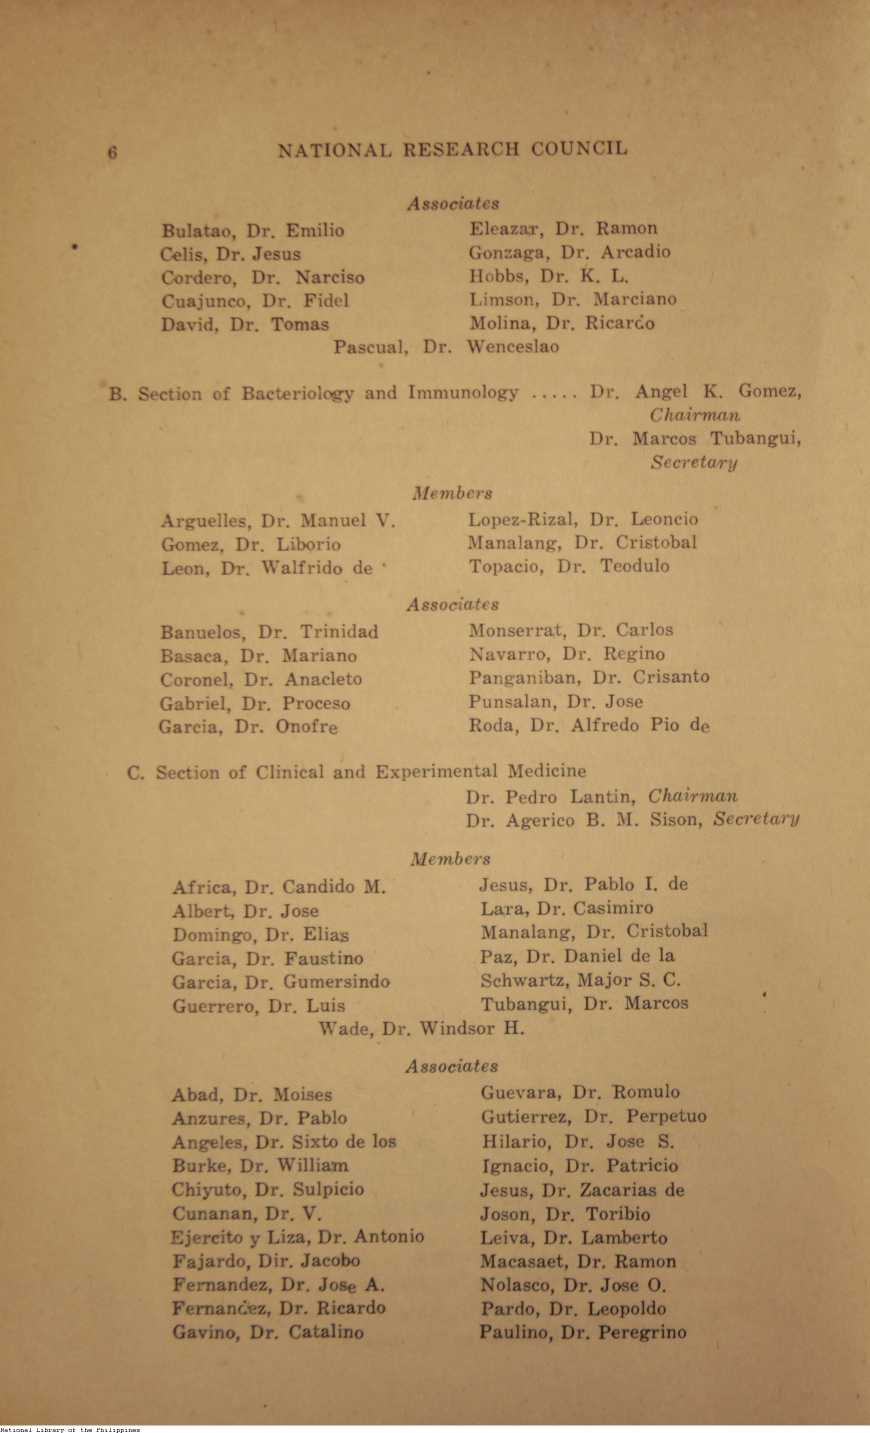 6 NATIONAL RESEARCH COUNCIL
Associates
Bulatao, Dr. Emilio Eleazar, Dr. Ramon
Celis, Dr. Jesus Gonzaga, Dr. Arcadio
Cordero, Dr. Narciso Hobbs, Dr. K. L.
Cuajunco, Dr. Fidel Limson, Dr. Marciano
David, Dr. Tomas Molina, Dr. Ricardo
Pascual, Dr. Wenceslao
B. Section of Bacteriology and Immunology ..... Dr. Angel K. Gomez,
Chairman
Dr. Marcos Tubangui,
Secretary
Members
Arguelles, Dr. Manuel V. Lopez-Rizal, Dr. Leoncio
Gomez, Dr. Liborio Manalang, Dr. Cristobal
Leon, Dr. Walfrido de Topacio, Dr. Teodulo
Associates
Banuelos, Dr. Trinidad Monserrat, Dr. Carlos
Basaca, Dr. Mariano Navarro, Dr. Regino
Coronel, Dr. Anacleto Panganiban, Dr. Crisanto
Gabriel, Dr. Proceso Punsalan, Dr. Jose
Garcia, Dr. Onofre Roda, Dr. Alfredo Pio de
C. Section of Clinical and Experimental Medicine
Dr. Pedro Lantin, Chairman
Dr. Agerico B. M. Sison, Secretary
Members
Africa, Dr. Candido M. Jesus, Dr. Pablo I. de
Albert, Dr. Jose Lara, Dr. Casimiro
Domingo, Dr. Elias Manalang, Dr. Cristobal
Garcia, Dr. Faustino Paz, Dr. Daniel de la
Garcia, Dr. Gumersindo Schwartz, Major S. C.
Guerrero, Dr. Luis Tubangui, Dr. Marcos
Wade, Dr. Windsor H.
Associates
Abad, Dr. Moises Guevara, Dr. Romulo
Anzures, Dr. Pablo Gutierrez, Dr. Perpetuo
Angeles, Dr. Sixto de los Hilario, Dr. Jose S.
Burke, Dr. William Ignacio, Dr. Patricio
Chiyuto, Dr. Sulpicio Jesus, Dr. Zacarias de
Cunanan, Dr. V. Joson, Dr. Toribio
Ejercito y Liza, Dr. Antonio Leiva, Dr. Lamberto
Fajardo, Dir. Jacobo Macasaet, Dr. Ramon
Fernandez, Dr. Jose A. Nolasco, Dr. Jose O.
Fernandez, Dr. Ricardo Pardo, Dr. Leopoldo
Gavino, Dr. Catalino Paulino, Dr. Peregrino
National Library of the Philippines